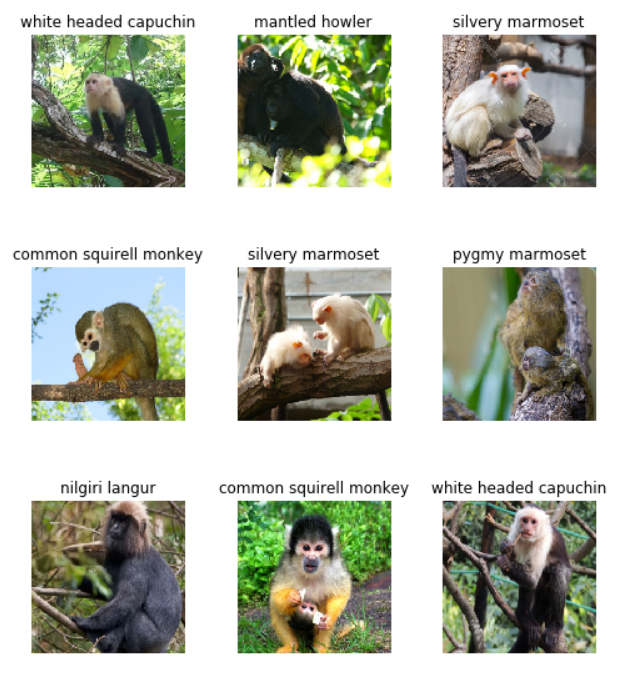 white headed capuchin
mantled howler
silvery marmoset
common squirell monkey
silvery marmoset
pygmy marmoset
nilgiri langur
common squirell monkey
white headed capuchin